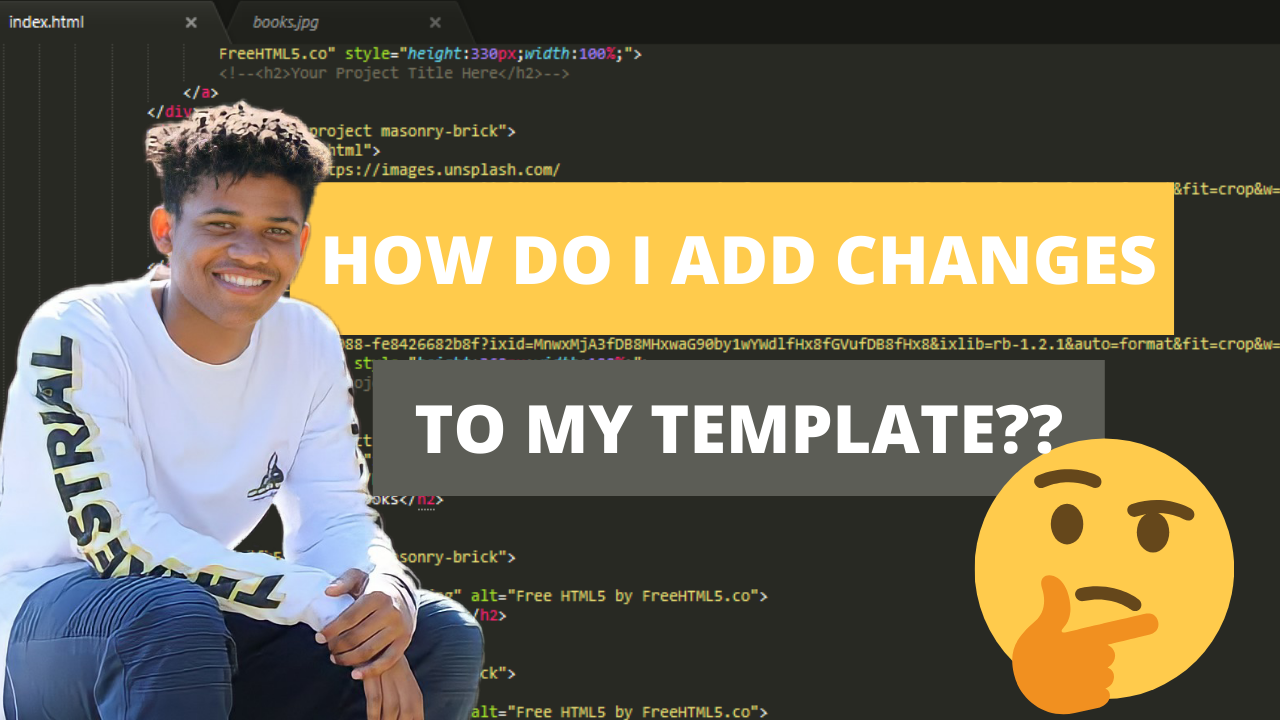 index.html × books.jpg ×
FreeHTML5.co" style="height:330px;width:100%;">
<!--<h2>Your Project Title Here</h2>-->
</a>
</div>
project masonry-brick">
html">
tps://images.unsplash.com/
&fit=crop&w=
HOW DO I ADD CHANGES
088-fe8426682b8f?ixid=MnwxMjA3fDB8MHxwaG90by1wYWdlfHx8fGVufDB8fHx8&ixlib=rb-1.2.1&auto=format&fit=crop&w=
TO MY TEMPLATE??
ESTRIAL
oks</h2>
masonry-brick">
" alt="Free HTML5 by FreeHTML5.co">
/h2>
ck">
alt="Free HTML5 by FreeHTML5.co">